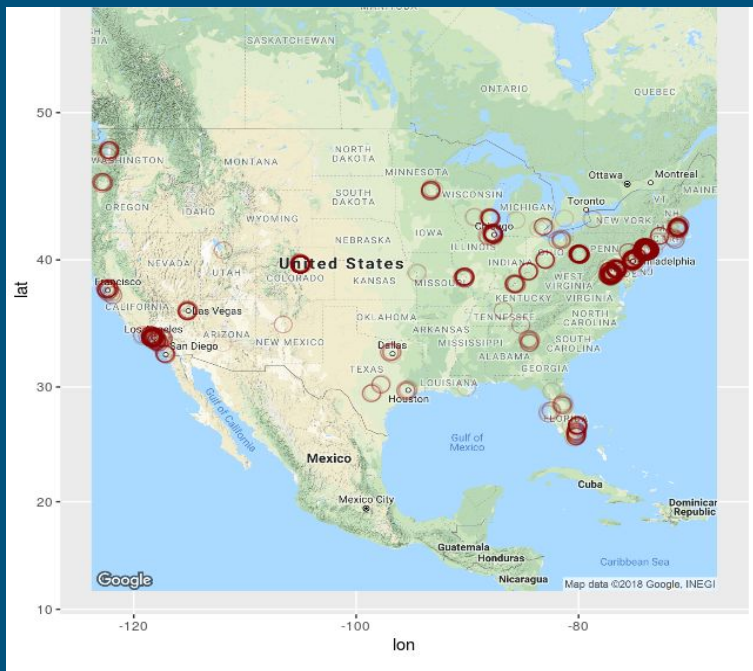 SASKATCHEWAN
ONTARIO
QUEBEC
50
WASHINGTON
MONTANA
NORTH
DAKOTA
MINNESOTA
Ottawa
Montreal
OREGON
IDAHO
SOUTH
DAKOTA
WISCONSIN
MICHIGAN
Toronto
VT
MAINE
NH
WYOMING
Chicago
NEW YORK
NEBRASKA
IOWA
ILLINOIS
40
NEVADA
UTAH
United States
COLORADO
KANSAS
MISSOURI
INDIANA
PENN
Philadelphia
Francisco
CALIFORNIA
Las Vegas
WEST
VIRGINIA
VIRGINIA
KENTUCKY
Los Angeles
ARIZONA
NEW MEXICO
OKLAHOMA
ARKANSAS
TENNESSEE
NORTH
CAROLINA
San Diego
Dallas
MISSISSIPPI
ALABAMA
SOUTH
CAROLINA
TEXAS
GEORGIA
30
LOUISIANA
Houston
FLORIDA
Gulf of
California
Gulf of
Mexico
Mexico
Cuba
20
Mexico City
Dominican
Republic
Guatemala
Honduras
Nicaragua
Caribbean Sea
Google
Map data ©2018 Google, INEGI
10
-120
-100
-80
lat
lon